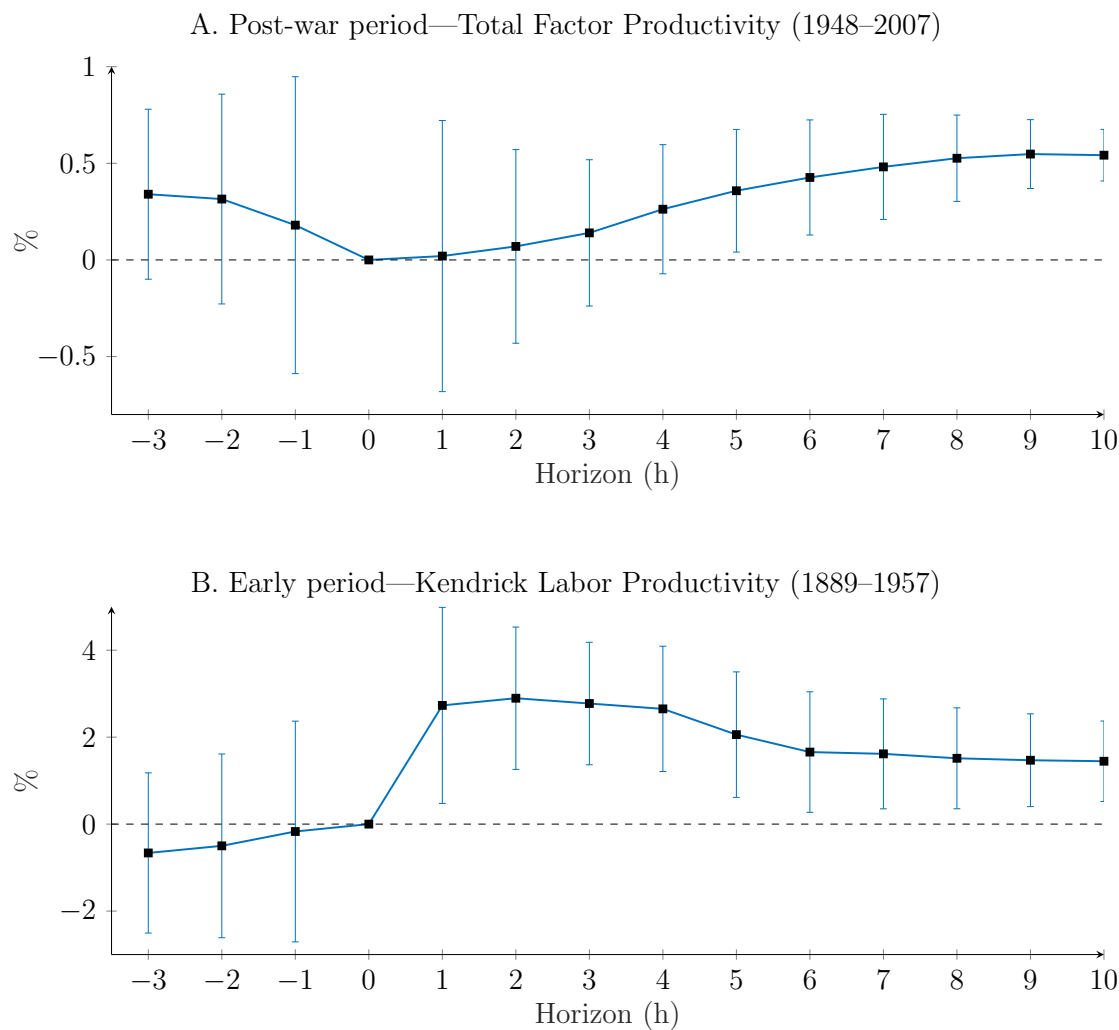 A. Post-war period—Total Factor Productivity (1948–2007)
1
0.5
0
−0.5
%
−3 −2 −1 0 1 2 3 4 5 6 7 8 9 10
Horizon (h)
B. Early period—Kendrick Labor Productivity (1889–1957)
4
2
0
−2
%
−3 −2 −1 0 1 2 3 4 5 6 7 8 9 10
Horizon (h)